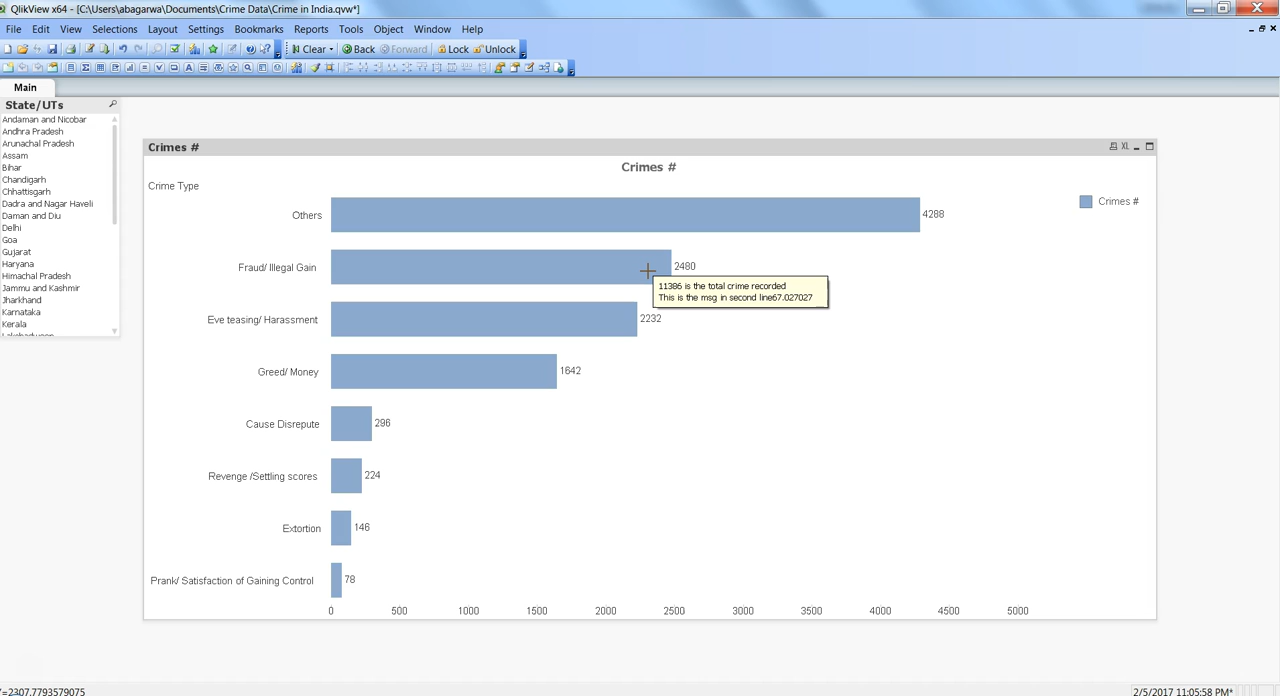 QlikView x64 - [C:\Users\abagarwa\Documents\Crime Data\Crime in India.qvw*]
File Edit View Selections Layout Settings Bookmarks Reports Tools Object Window Help
Clear Back Forward Lock Unlock
Main
State/UTs
Andaman and Nicobar
Andhra Pradesh
Arunachal Pradesh
Assam
Bihar
Chandigarh
Chhattisgarh
Dadra and Nagar Haveli
Daman and Diu
Delhi
Goa
Gujarat
Haryana
Himachal Pradesh
Jammu and Kashmir
Jharkhand
Karnataka
Kerala
Lakshadweep
Crimes # XL
Crimes #
Crime Type
Crimes #
Others 4288
Fraud/ Illegal Gain 2480
11386 is the total crime recorded
This is the msg in second line67.027027
Eve teasing/ Harassment 2232
Greed/ Money 1642
Cause Disrepute 296
Revenge /Settling scores 224
Extortion 146
Prank/ Satisfaction of Gaining Control 78
0 500 1000 1500 2000 2500 3000 3500 4000 4500 5000
=2307.7793579075 2/5/2017 11:05:58 PM*